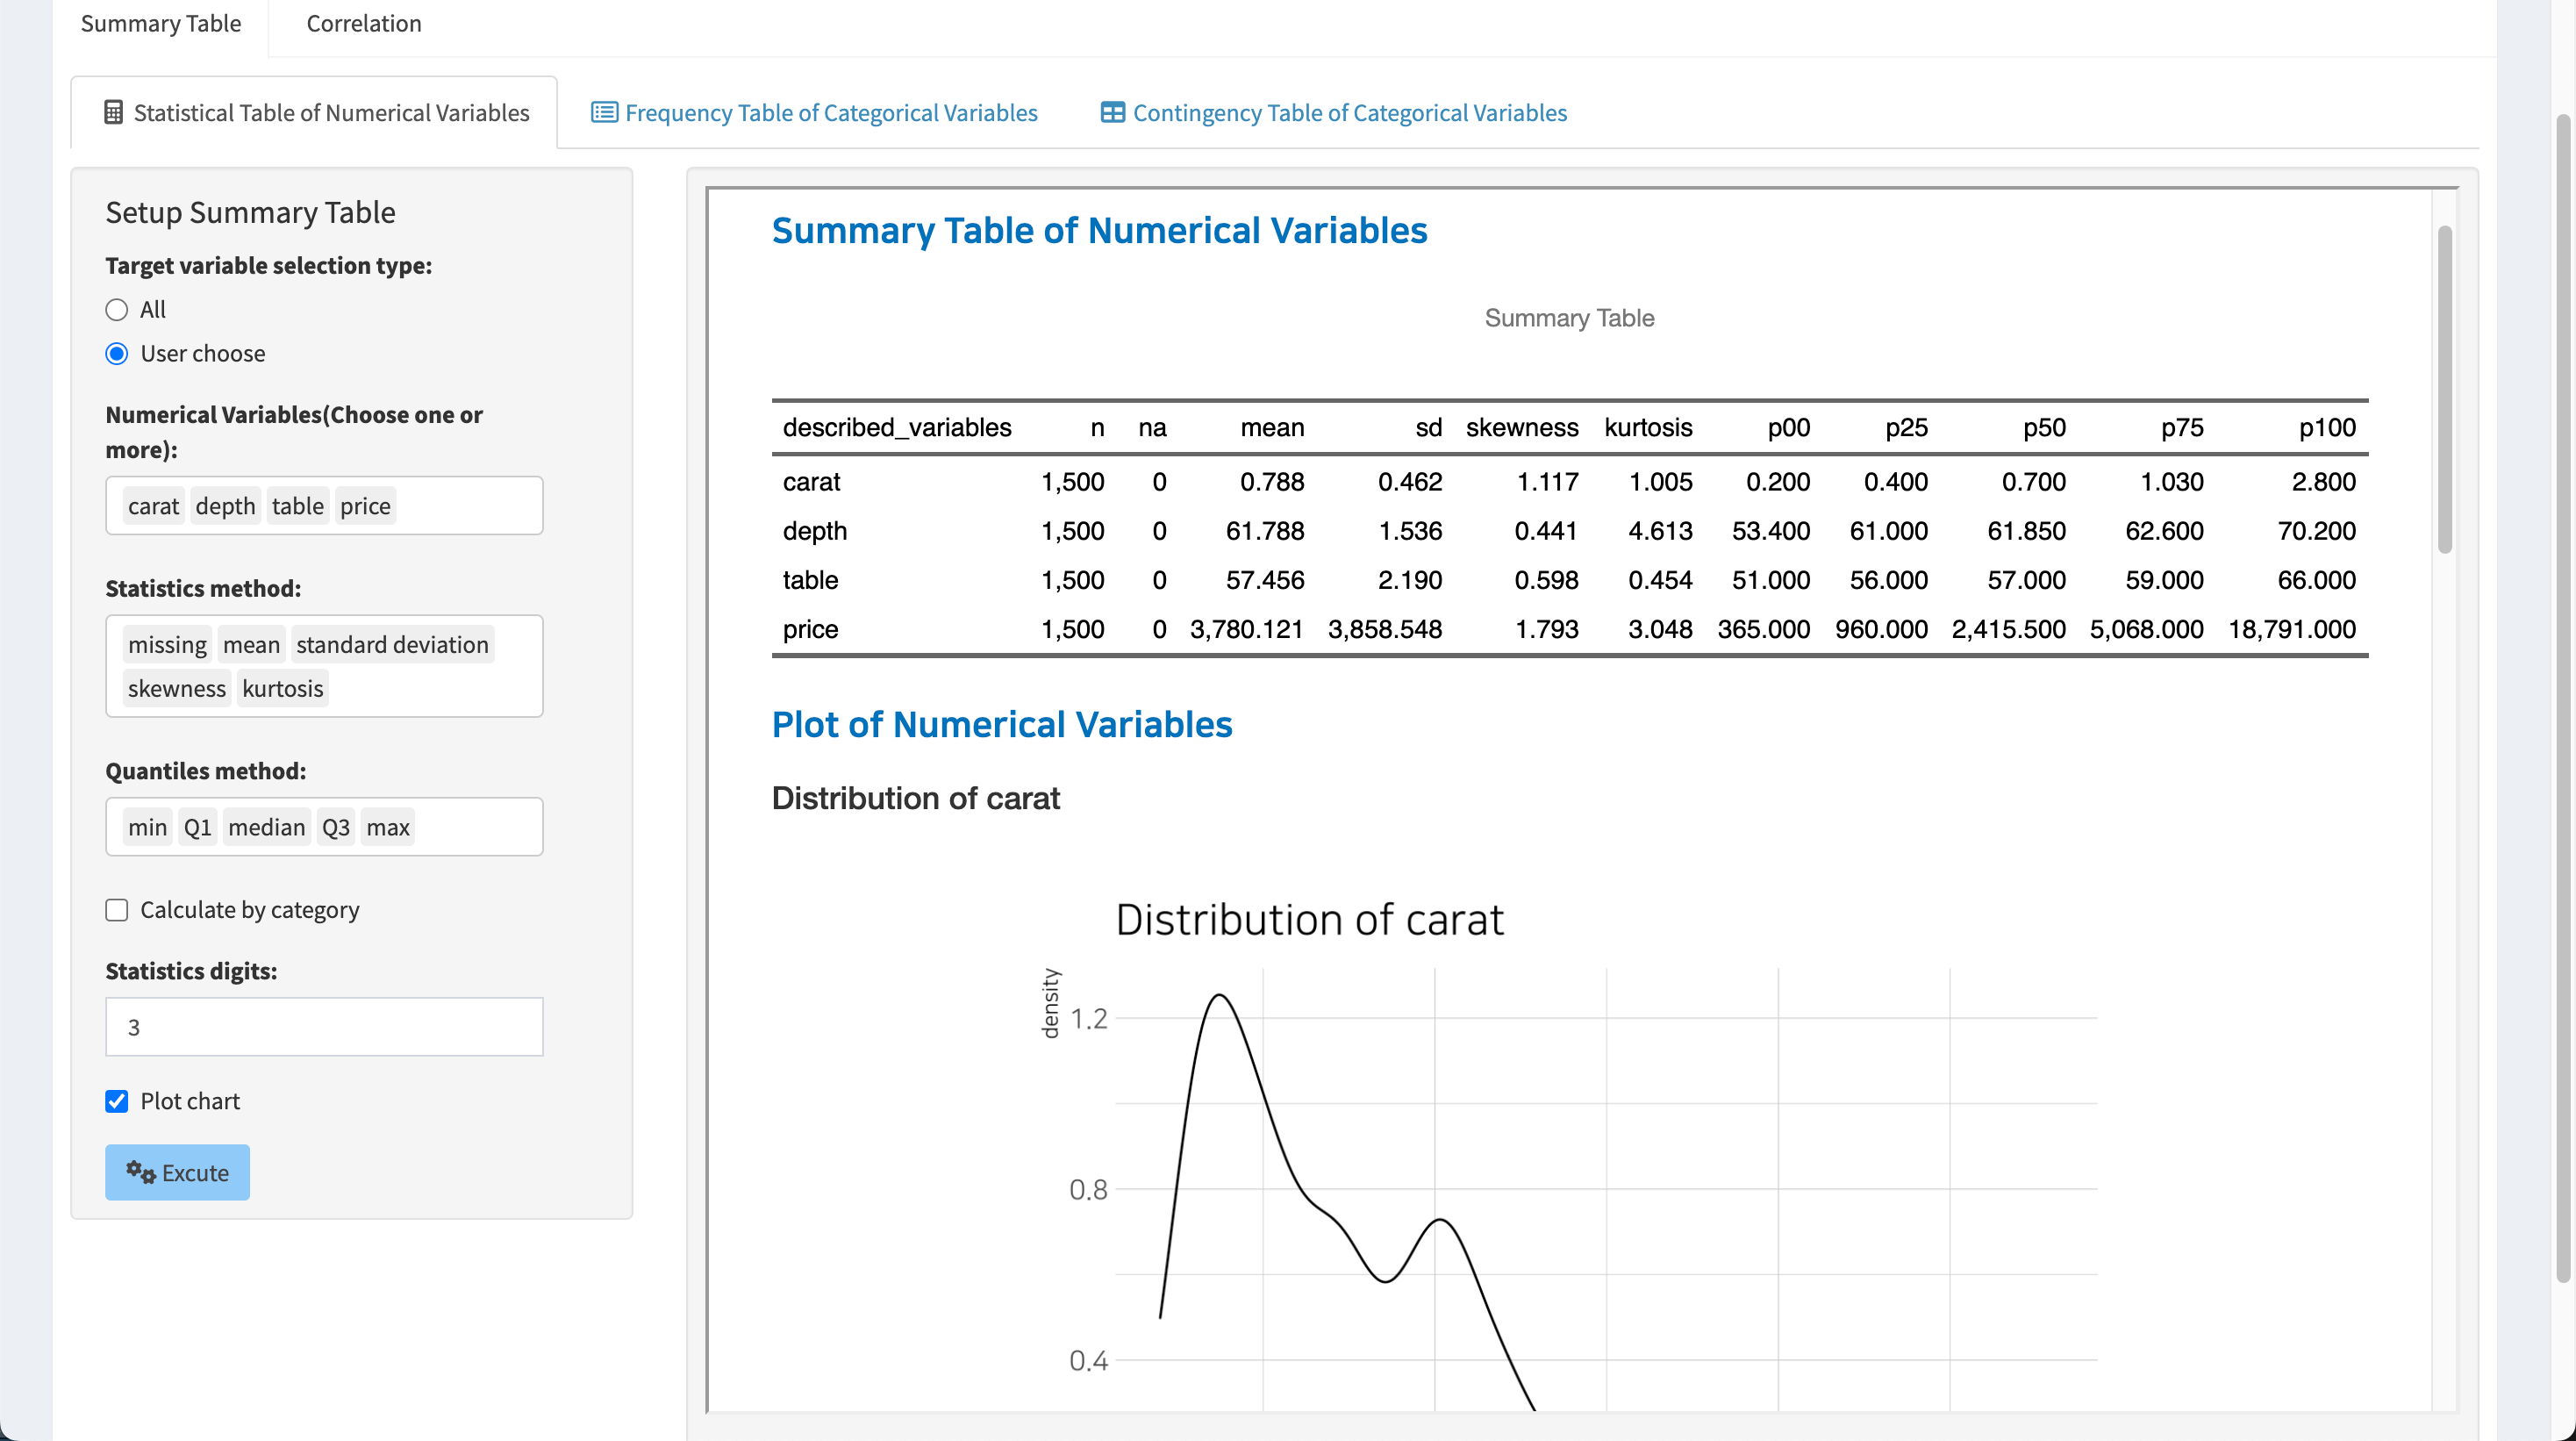 Summary Table Correlation
Statistical Table of Numerical Variables Frequency Table of Categorical Variables Contingency Table of Categorical Variables
Setup Summary Table
Target variable selection type:
All
User choose
Numerical Variables(Choose one or
more):
carat depth table price
Statistics method:
missing mean standard deviation
skewness kurtosis
Quantiles method:
min Q1 median Q3 max
Calculate by category
Statistics digits:
3
Plot chart
Excute
Summary Table of Numerical Variables
Summary Table
described_variables n na mean sd skewness kurtosis p00 p25 p50 p75 p100
carat 1,500 0 0.788 0.462 1.117 1.005 0.200 0.400 0.700 1.030 2.800
depth 1,500 0 61.788 1.536 0.441 4.613 53.400 61.000 61.850 62.600 70.200
table 1,500 0 57.456 2.190 0.598 0.454 51.000 56.000 57.000 59.000 66.000
price 1,500 0 3,780.121 3,858.548 1.793 3.048 365.000 960.000 2,415.500 5,068.000 18,791.000
Plot of Numerical Variables
Distribution of carat
Distribution of carat
density
1.2
0.8
0.4